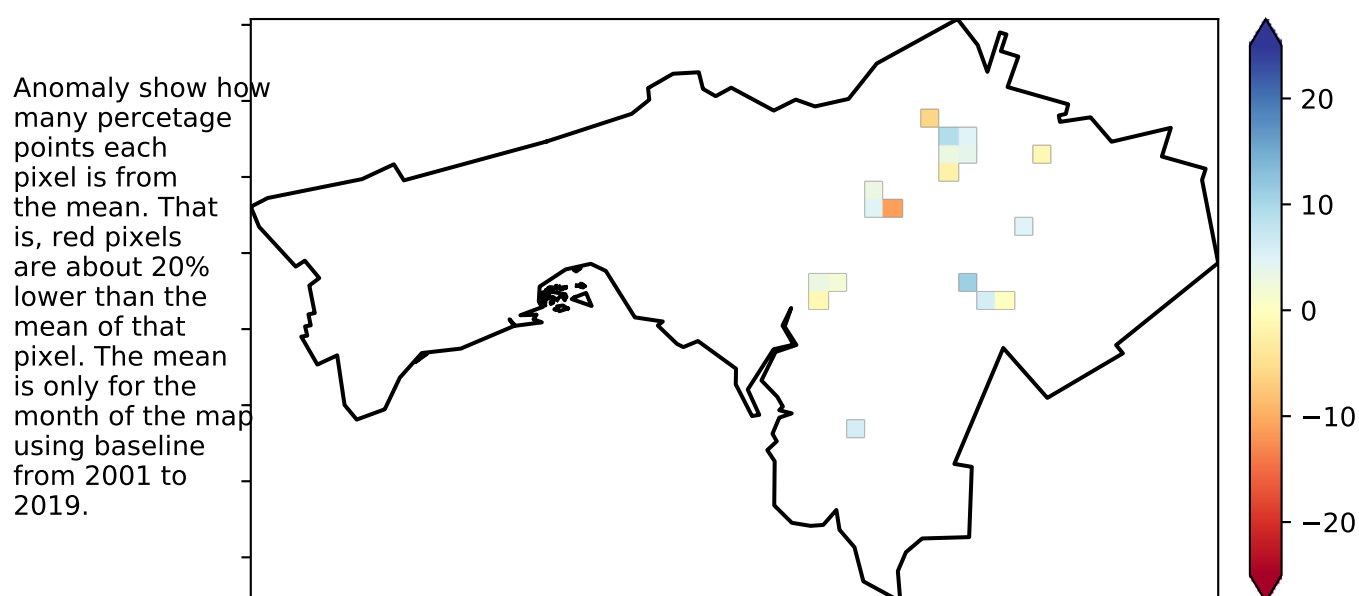 Anomaly show how
many percetage
points each
pixel is from
the mean. That
is, red pixels
are about 20%
lower than the
mean of that
pixel. The mean
is only for the
month of the map
using baseline
from 2001 to
2019.
20
10
0
−10
−20